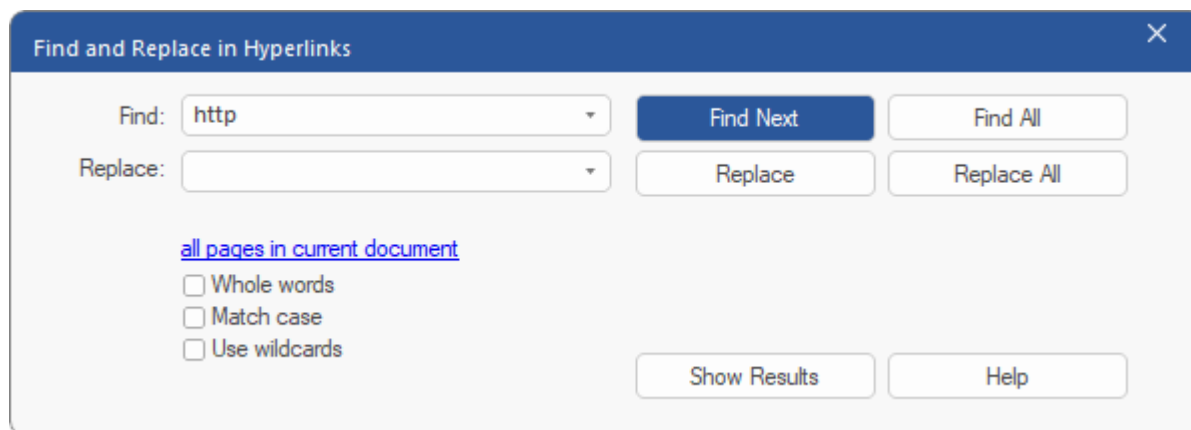 Find and Replace in Hyperlinks
Find: http Find Next Find All
Replace: Replace Replace All
all pages in current document
Whole words
Match case
Use wildcards
Show Results Help